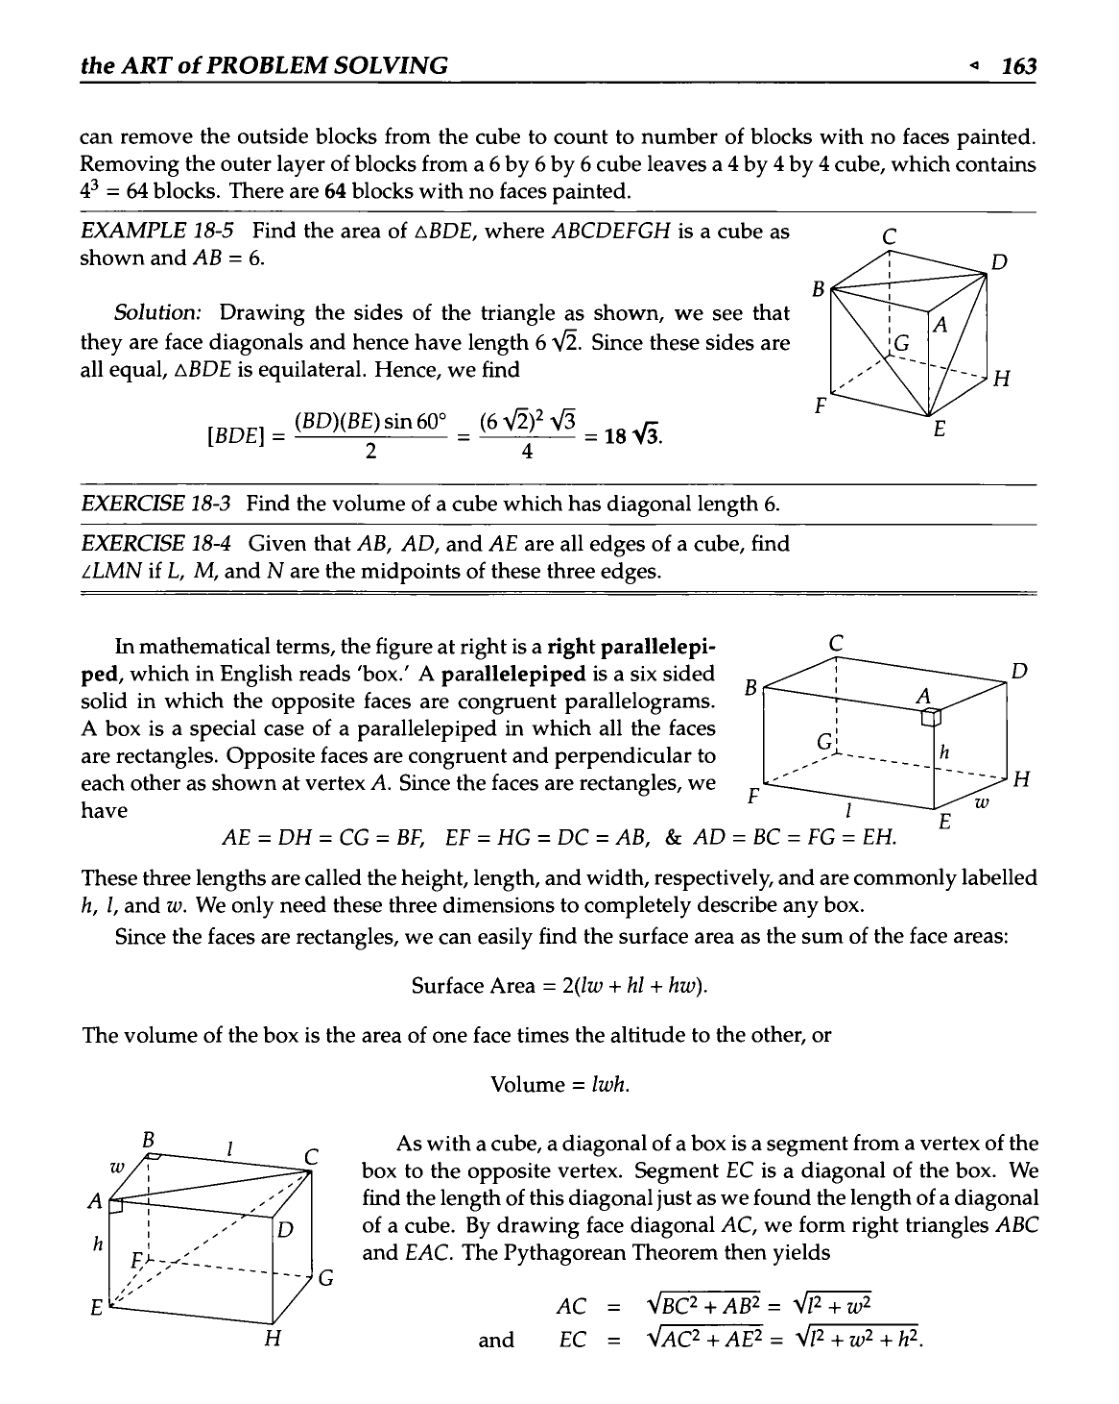 the ART of PROBLEM SOLVING ◃ 163
can remove the outside blocks from the cube to count to number of blocks with no faces painted.
Removing the outer layer of blocks from a 6 by 6 by 6 cube leaves a 4 by 4 by 4 cube, which contains
4³ = 64 blocks. There are 64 blocks with no faces painted.
EXAMPLE 18-5 Find the area of △BDE, where ABCDEFGH is a cube as
shown and AB = 6.
Solution: Drawing the sides of the triangle as shown, we see that
they are face diagonals and hence have length 6 √2. Since these sides are
all equal, △BDE is equilateral. Hence, we find
[BDE] = (BD)(BE) sin 60° / 2 = (6 √2)² √3 / 4 = 18 √3.
C
D
B
A
G
H
F
E
EXERCISE 18-3 Find the volume of a cube which has diagonal length 6.
EXERCISE 18-4 Given that AB, AD, and AE are all edges of a cube, find
∠LMN if L, M, and N are the midpoints of these three edges.
In mathematical terms, the figure at right is a right parallelepi-
ped, which in English reads 'box.' A parallelepiped is a six sided
solid in which the opposite faces are congruent parallelograms.
A box is a special case of a parallelepiped in which all the faces
are rectangles. Opposite faces are congruent and perpendicular to
each other as shown at vertex A. Since the faces are rectangles, we
have
C
D
B
A
G
h
H
F
l
w
E
AE = DH = CG = BF, EF = HG = DC = AB, & AD = BC = FG = EH.
These three lengths are called the height, length, and width, respectively, and are commonly labelled
h, l, and w. We only need these three dimensions to completely describe any box.
Since the faces are rectangles, we can easily find the surface area as the sum of the face areas:
Surface Area = 2(lw + hl + hw).
The volume of the box is the area of one face times the altitude to the other, or
Volume = lwh.
B
l
C
w
A
D
h
F
G
E
H
As with a cube, a diagonal of a box is a segment from a vertex of the
box to the opposite vertex. Segment EC is a diagonal of the box. We
find the length of this diagonal just as we found the length of a diagonal
of a cube. By drawing face diagonal AC, we form right triangles ABC
and EAC. The Pythagorean Theorem then yields
AC = √(BC² + AB²) = √(l² + w²)
and EC = √(AC² + AE²) = √(l² + w² + h²).